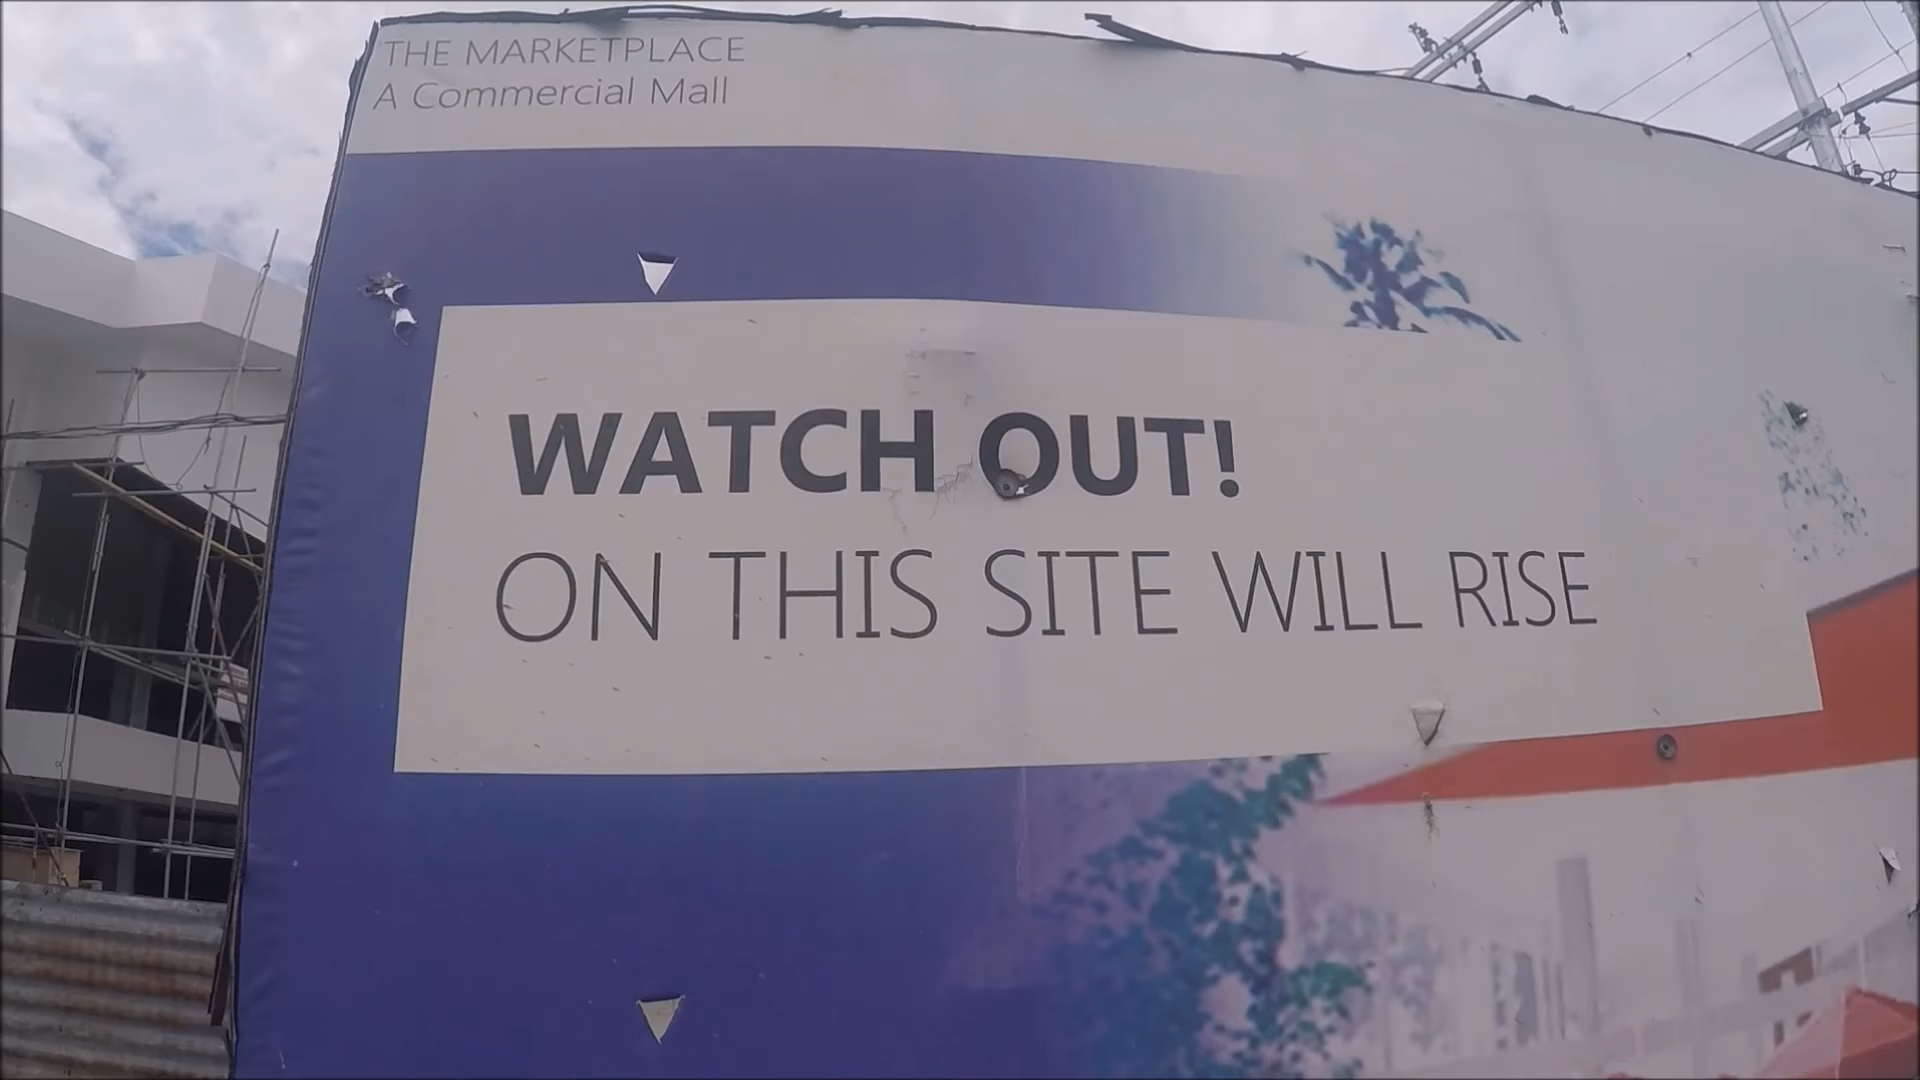 THE MARKETPLACE
A Commercial Mall
WATCH OUT!
ON THIS SITE WILL RISE